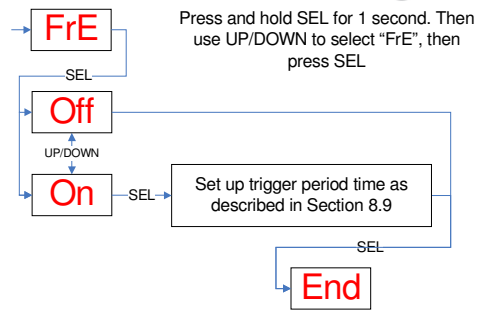 FrE
Press and hold SEL for 1 second. Then
use UP/DOWN to select “FrE”, then
press SEL
SEL
Off
UP/DOWN
On
SEL
Set up trigger period time as
described in Section 8.9
SEL
End